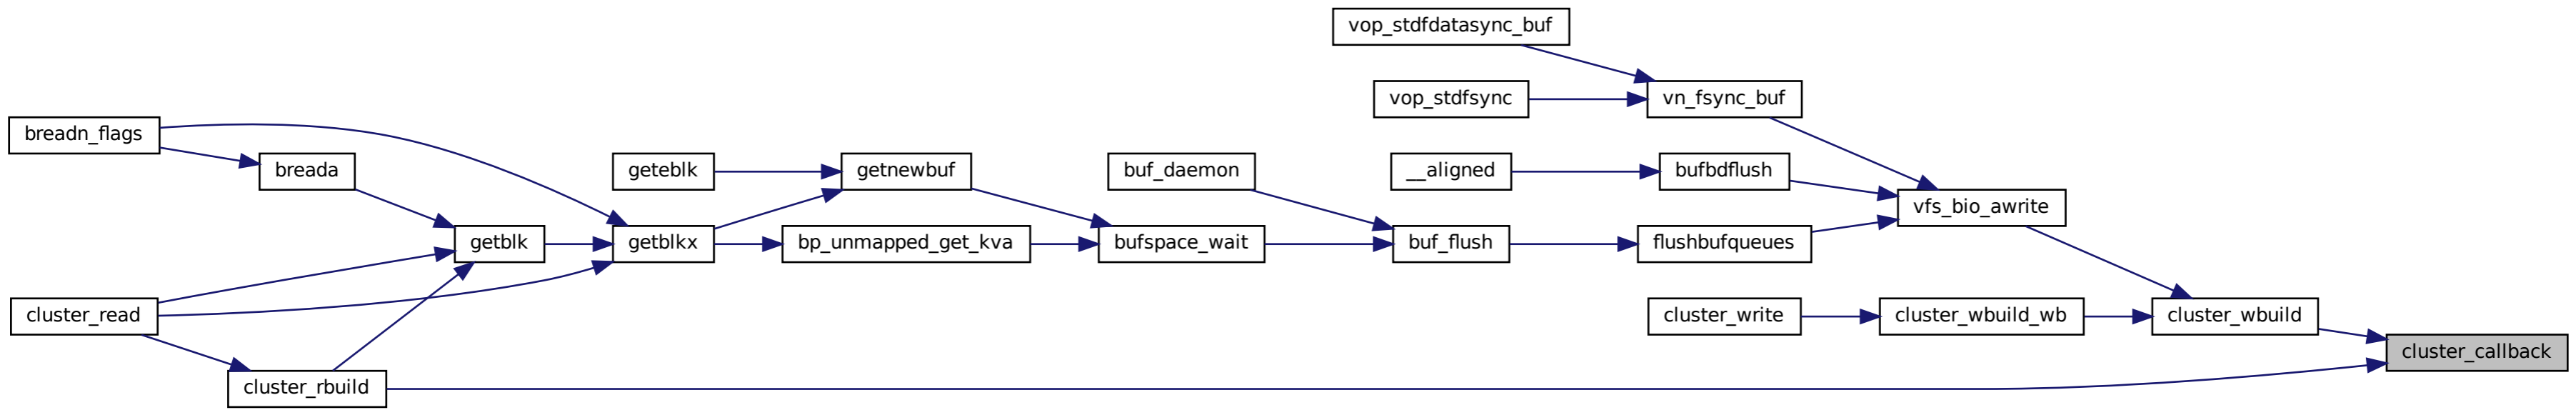 vop_stdfdatasync_buf
vop_stdfsync
vn_fsync_buf
breadn_flags
breada
geteblk
getnewbuf
buf_daemon
__aligned
bufbdflush
vfs_bio_awrite
getblk
getblkx
bp_unmapped_get_kva
bufspace_wait
buf_flush
flushbufqueues
cluster_read
cluster_write
cluster_wbuild_wb
cluster_wbuild
cluster_callback
cluster_rbuild